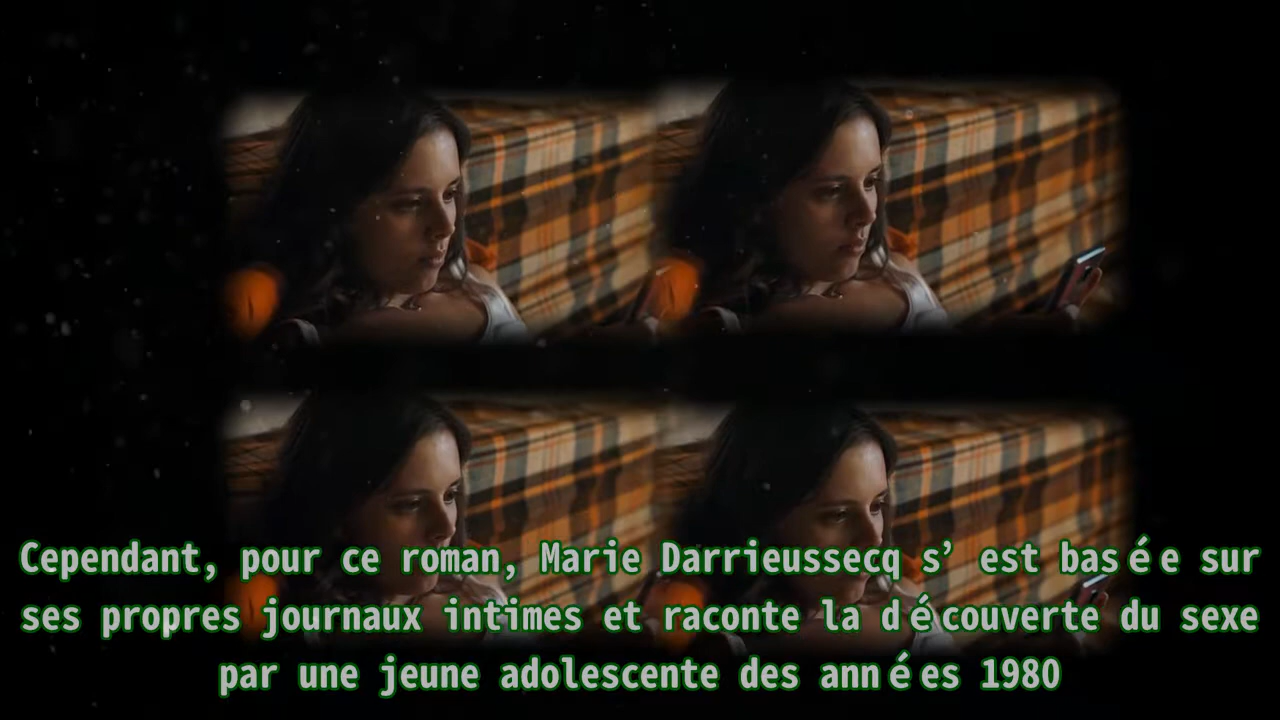 Cependant, pour ce roman, Marie Darrieussecq s’ est basée sur
ses propres journaux intimes et raconte la découverte du sexe
par une jeune adolescente des années 1980